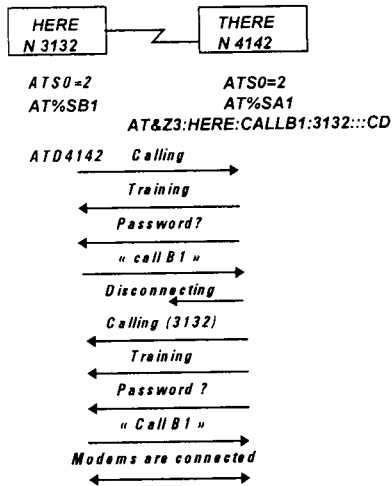 HERE THERE
N 3132 N 4142
ATS0=2 ATS0=2
AT%SB1 AT%SA1
AT&Z3:HERE:CALLB1:3132:::CD
ATD4142 Calling
Training
Password?
« call B1 »
Disconnecting
Calling (3132)
Training
Password ?
« Call B1 »
Modems are connected